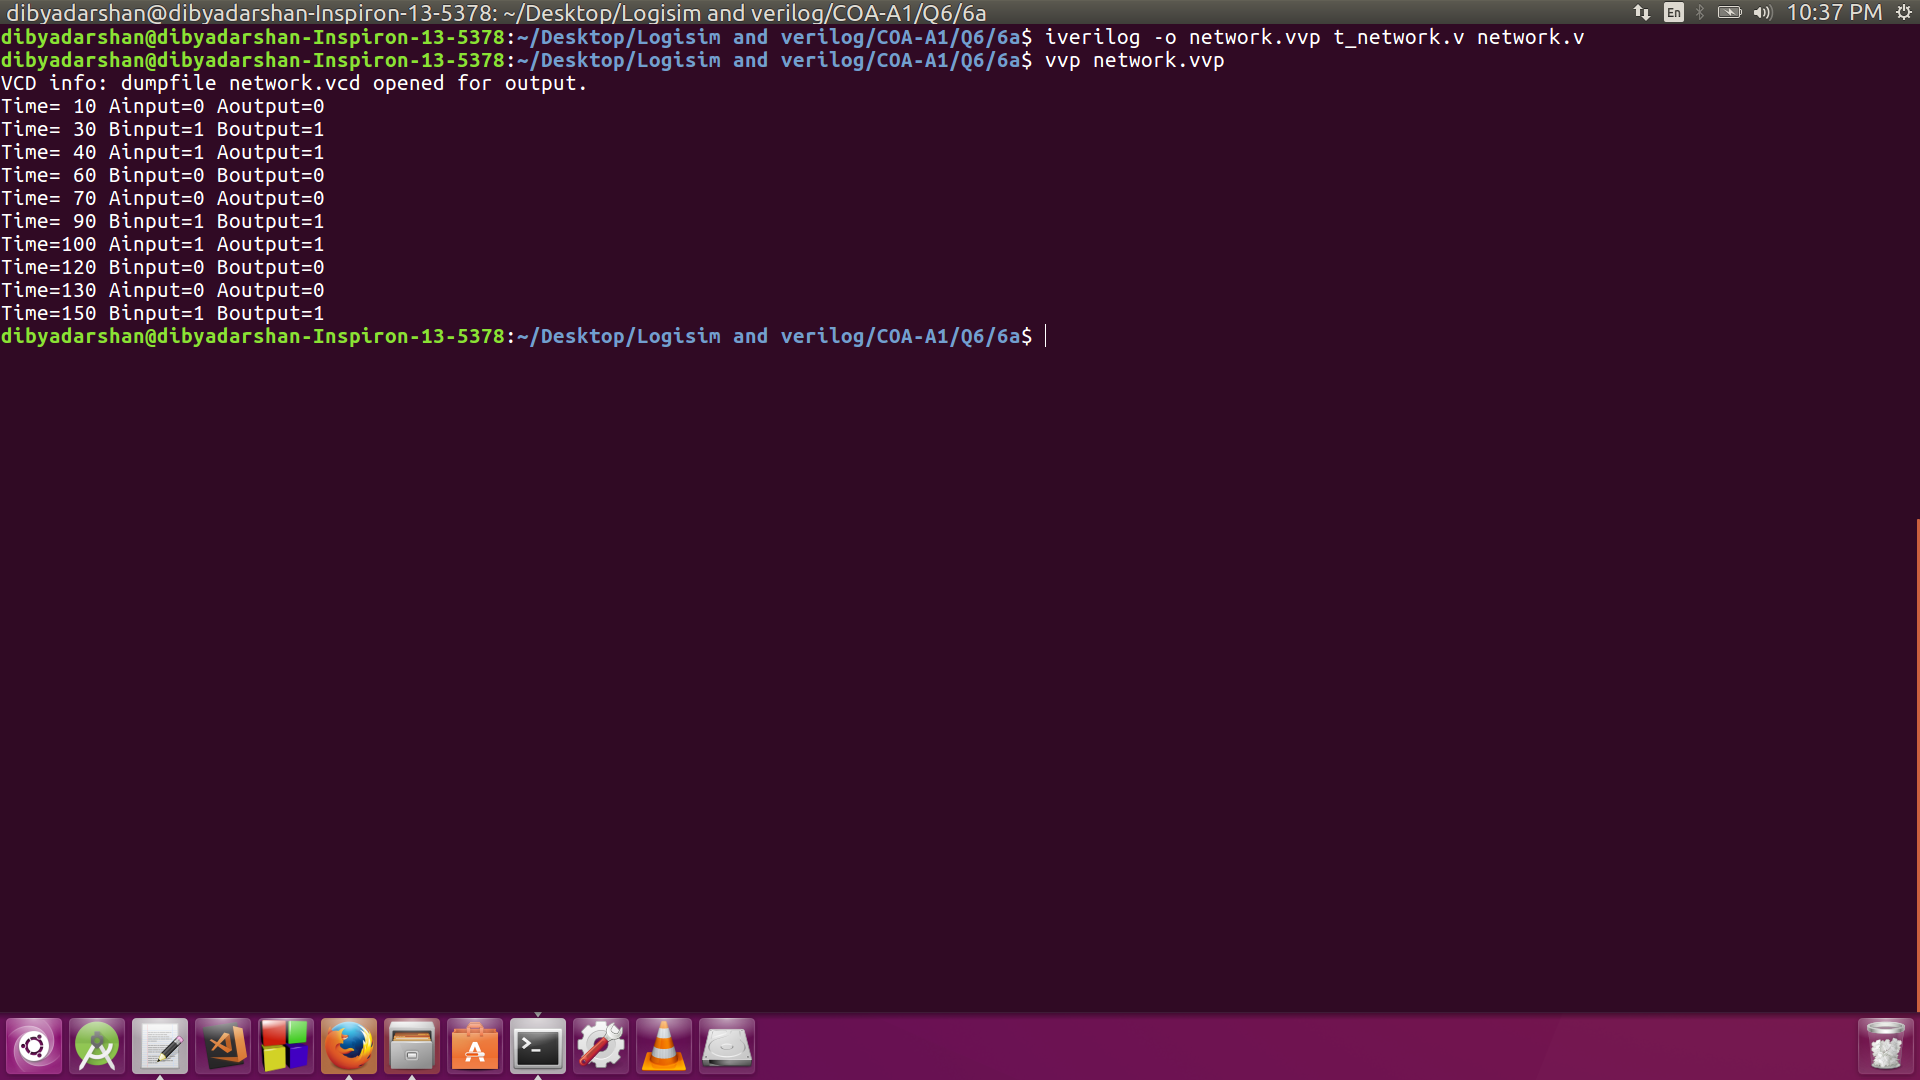 dibyadarshan@dibyadarshan-Inspiron-13-5378: ~/Desktop/Logisim and verilog/COA-A1/Q6/6a
En
10:37 PM
dibyadarshan@dibyadarshan-Inspiron-13-5378:~/Desktop/Logisim and verilog/COA-A1/Q6/6a$ iverilog -o network.vvp t_network.v network.v
dibyadarshan@dibyadarshan-Inspiron-13-5378:~/Desktop/Logisim and verilog/COA-A1/Q6/6a$ vvp network.vvp
VCD info: dumpfile network.vcd opened for output.
Time= 10 Ainput=0 Aoutput=0
Time= 30 Binput=1 Boutput=1
Time= 40 Ainput=1 Aoutput=1
Time= 60 Binput=0 Boutput=0
Time= 70 Ainput=0 Aoutput=0
Time= 90 Binput=1 Boutput=1
Time=100 Ainput=1 Aoutput=1
Time=120 Binput=0 Boutput=0
Time=130 Ainput=0 Aoutput=0
Time=150 Binput=1 Boutput=1
dibyadarshan@dibyadarshan-Inspiron-13-5378:~/Desktop/Logisim and verilog/COA-A1/Q6/6a$